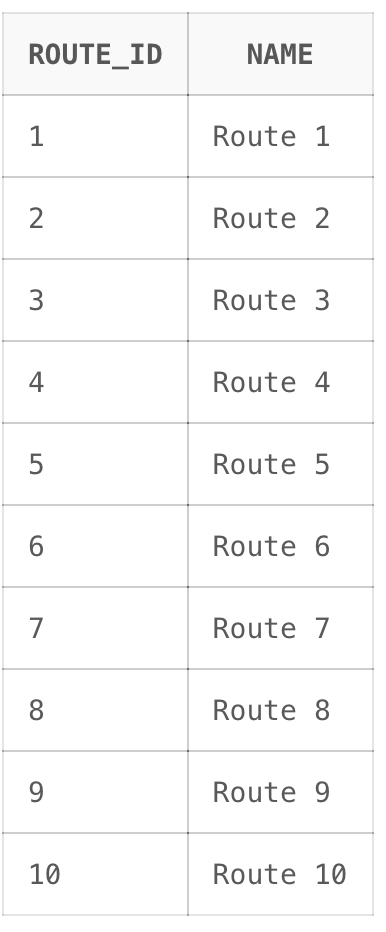 ROUTE_ID NAME
1 Route 1
2 Route 2
3 Route 3
4 Route 4
5 Route 5
6 Route 6
7 Route 7
8 Route 8
9 Route 9
10 Route 10